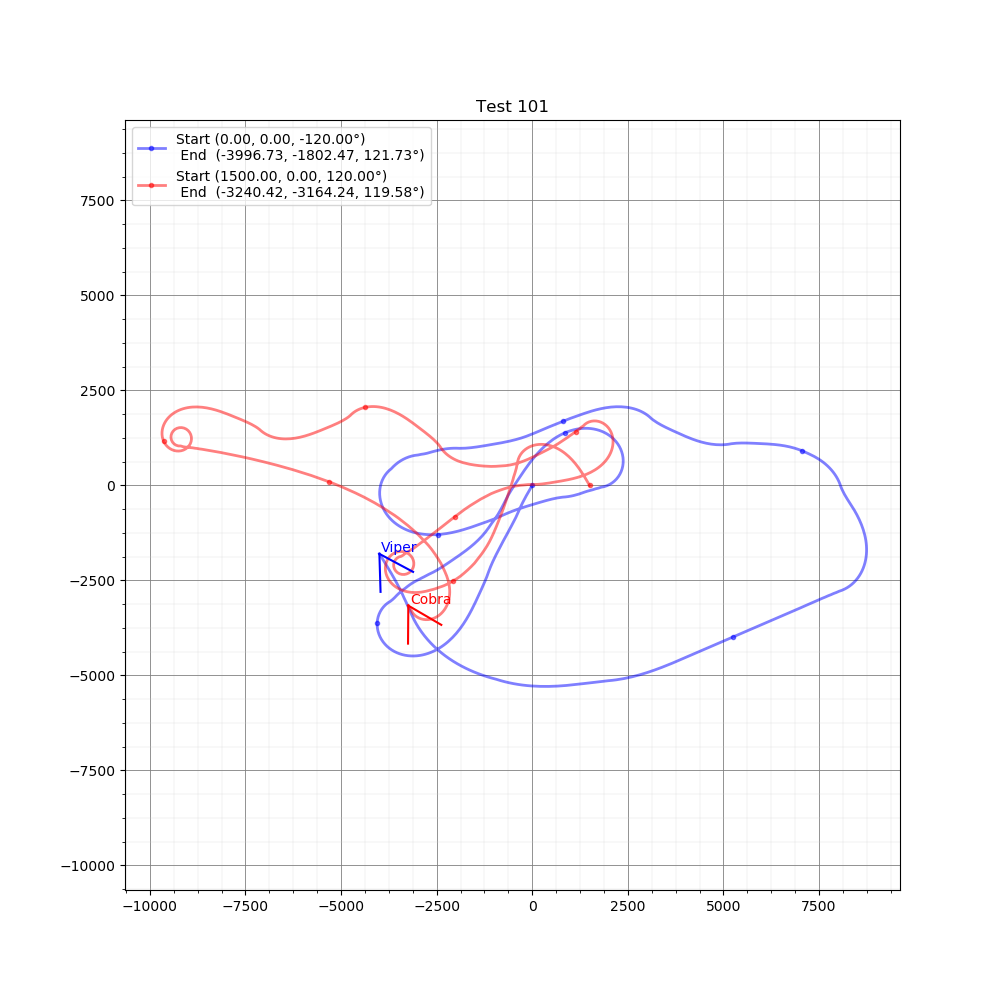 Test 101
Start (0.00, 0.00, -120.00°)
End (-3996.73, -1802.47, 121.73°)
Start (1500.00, 0.00, 120.00°)
End (-3240.42, -3164.24, 119.58°)
7500
5000
2500
0
−2500
−5000
−7500
−10000
Viper
Cobra
−10000 −7500 −5000 −2500 0 2500 5000 7500